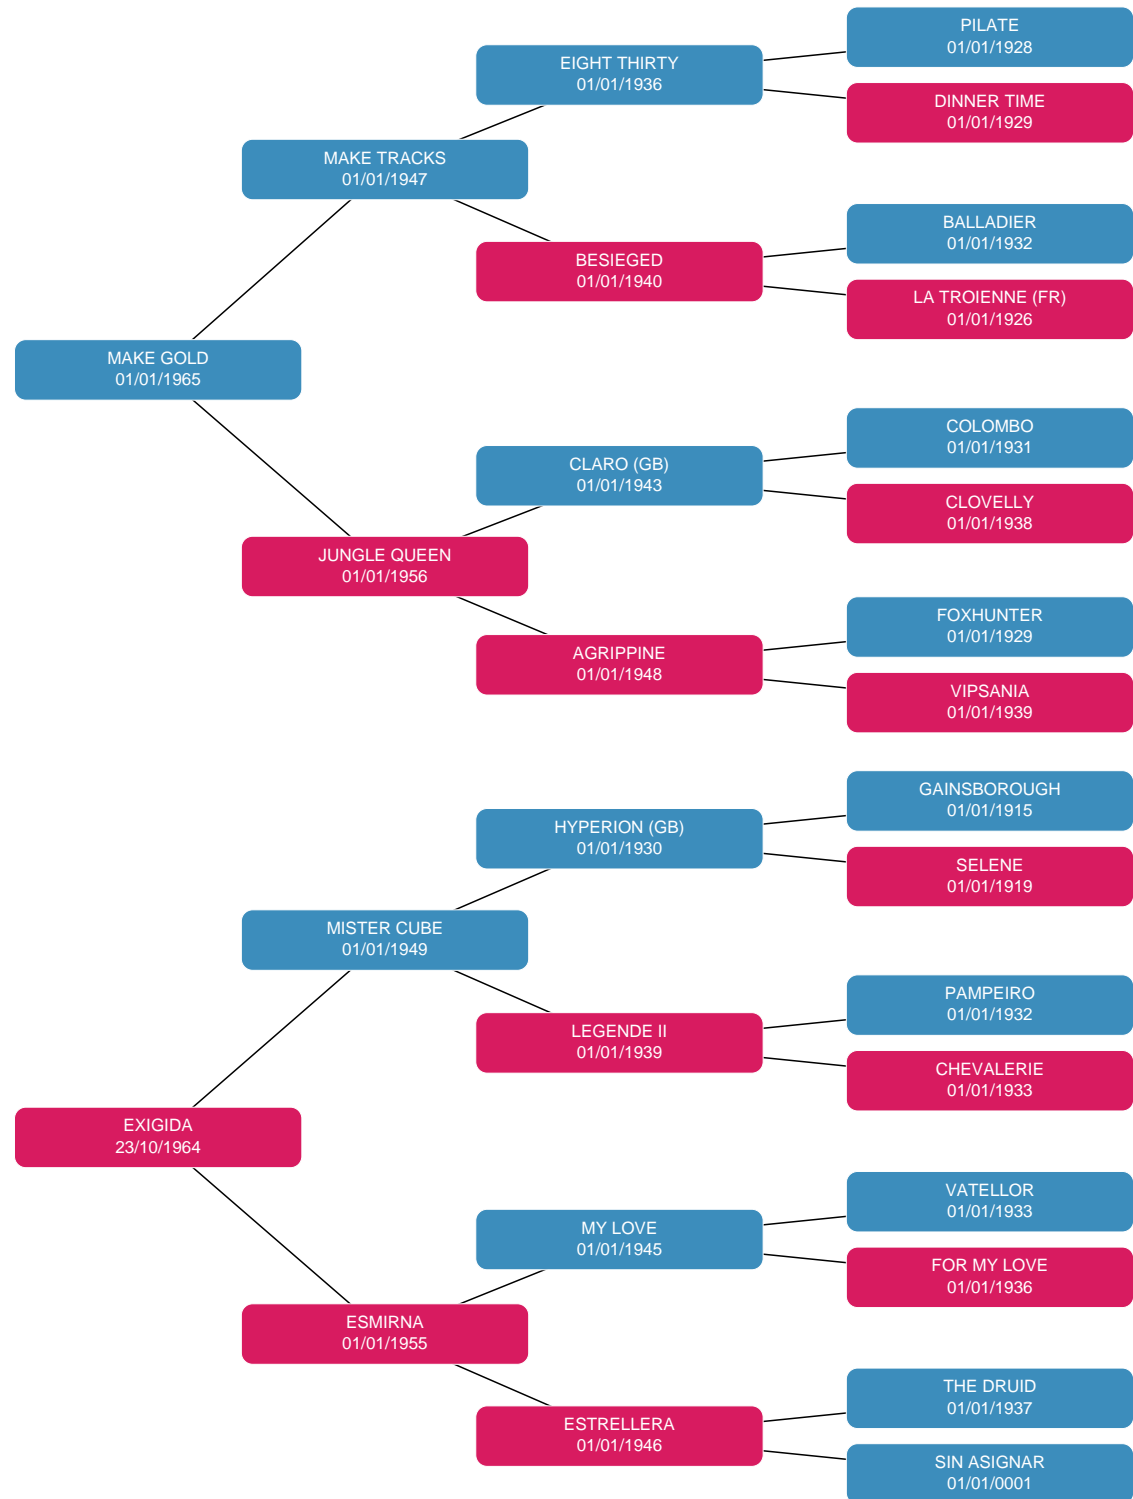 PILATE
01/01/1928
EIGHT THIRTY
01/01/1936
DINNER TIME
01/01/1929
MAKE TRACKS
01/01/1947
BALLADIER
01/01/1932
BESIEGED
01/01/1940
LA TROIENNE (FR)
01/01/1926
MAKE GOLD
01/01/1965
COLOMBO
01/01/1931
CLARO (GB)
01/01/1943
CLOVELLY
01/01/1938
JUNGLE QUEEN
01/01/1956
FOXHUNTER
01/01/1929
AGRIPPINE
01/01/1948
VIPSANIA
01/01/1939
GAINSBOROUGH
01/01/1915
HYPERION (GB)
01/01/1930
SELENE
01/01/1919
MISTER CUBE
01/01/1949
PAMPEIRO
01/01/1932
LEGENDE II
01/01/1939
CHEVALERIE
01/01/1933
EXIGIDA
23/10/1964
VATELLOR
01/01/1933
MY LOVE
01/01/1945
FOR MY LOVE
01/01/1936
ESMIRNA
01/01/1955
THE DRUID
01/01/1937
ESTRELLERA
01/01/1946
SIN ASIGNAR
01/01/0001